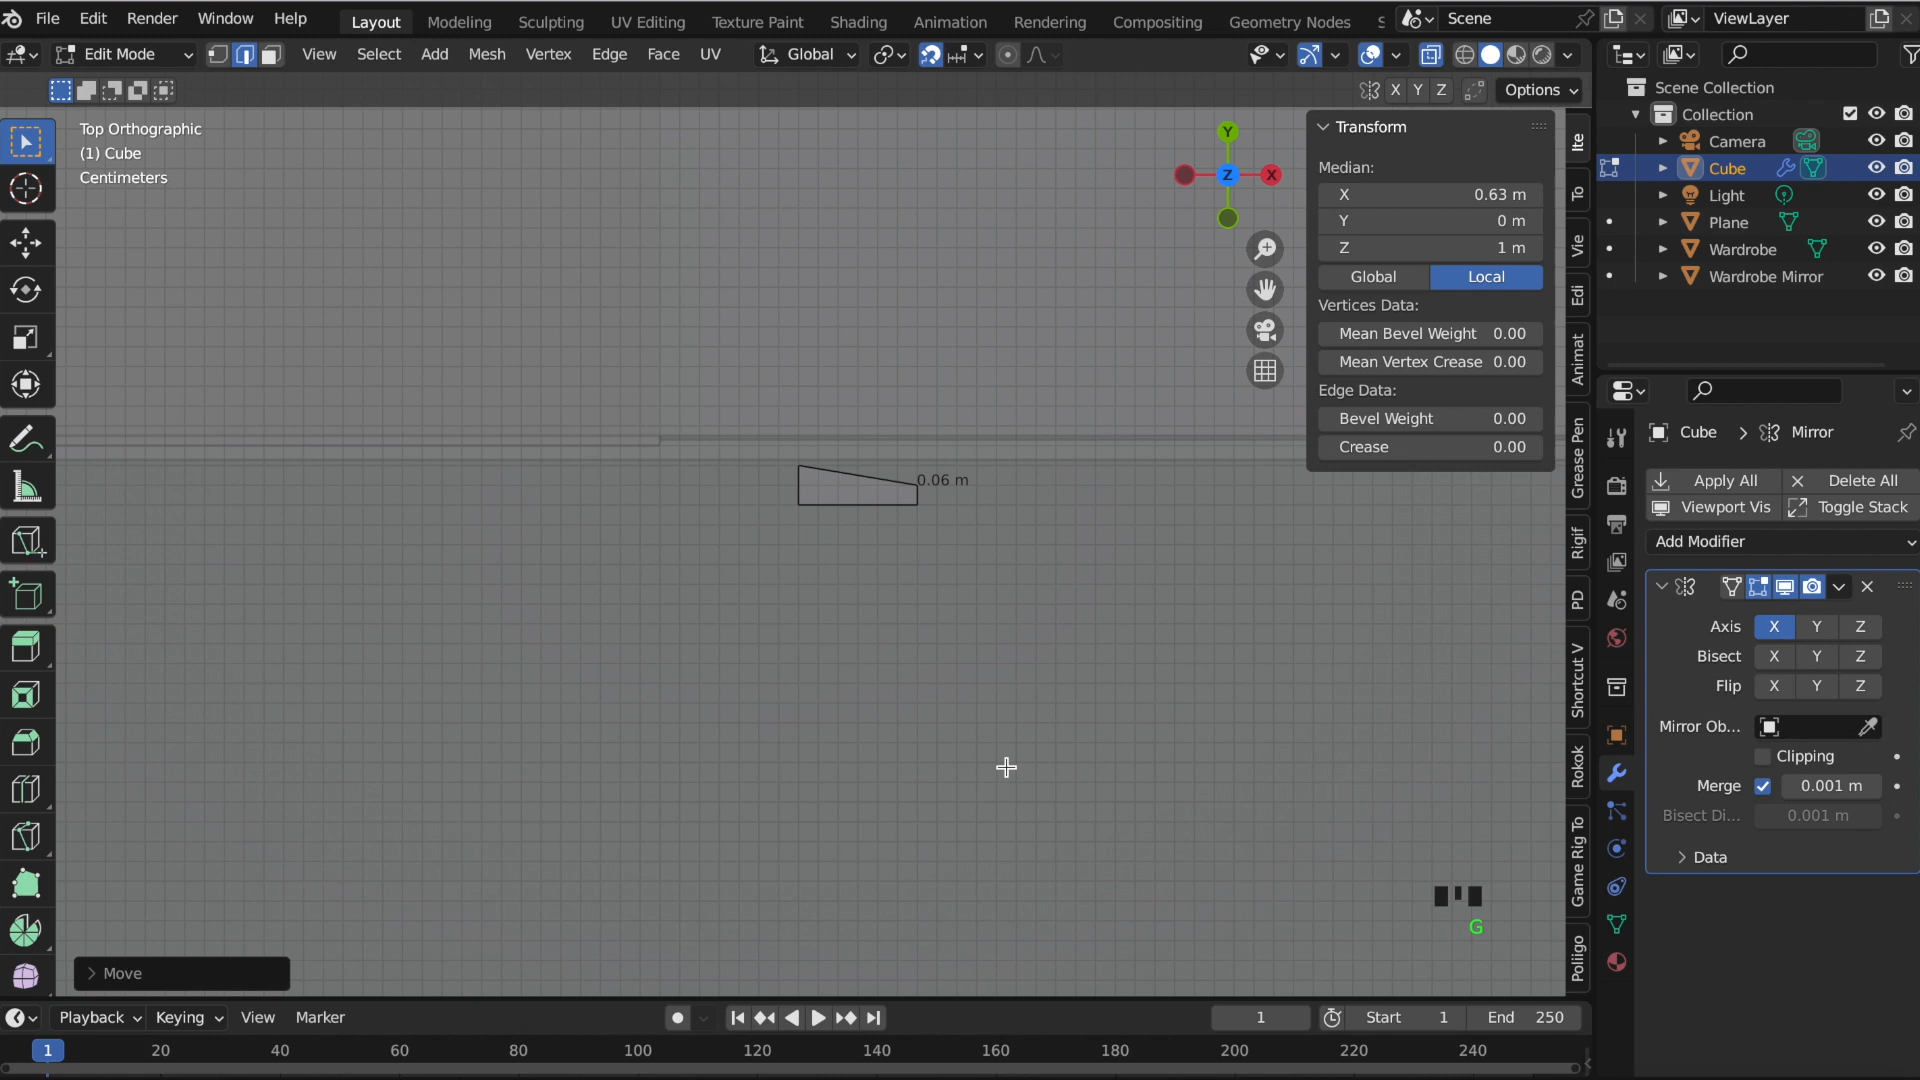 File Edit Render Window Help Layout Modeling Sculpting UV Editing Texture Paint Shading Animation Rendering Compositing Geometry Nodes Scene ViewLayer
Edit Mode View Select Add Mesh Vertex Edge Face UV Global
X Y Z Options
Top Orthographic
(1) Cube
Centimeters
Y
Z X
0.06 m
Transform
Median:
X 0.63 m
Y 0 m
Z 1 m
Global Local
Vertices Data:
Mean Bevel Weight 0.00
Mean Vertex Crease 0.00
Edge Data:
Bevel Weight 0.00
Crease 0.00
Ite
To
Vie
Edi
Animat
Grease Pen
Rigif
PD
Shortcut V
Rokok
Game Rig To
Poliigo
Scene Collection
Collection
Camera
Cube
Light
Plane
Wardrobe
Wardrobe Mirror
Cube > Mirror
Apply All Delete All
Viewport Vis Toggle Stack
Add Modifier
Axis X Y Z
Bisect X Y Z
Flip X Y Z
Mirror Ob...
Clipping
Merge 0.001 m
Bisect Di... 0.001 m
Data
G
Move
Playback Keying View Marker 1 Start 1 End 250
1 20 40 60 80 100 120 140 160 180 200 220 240